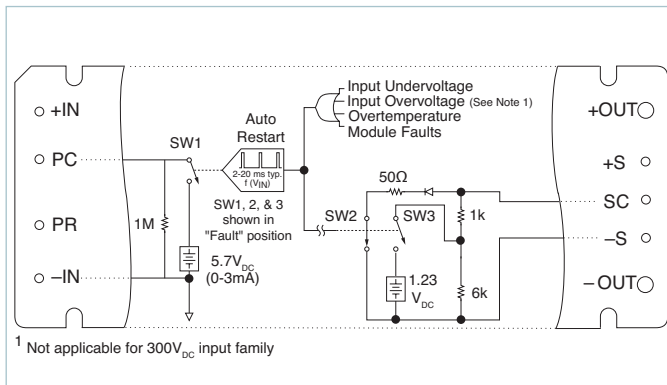 +IN
PC
PR
–IN
1M
SW1
5.7V_DC
(0-3mA)
Auto
Restart
2-20 ms typ.
f (V_IN)
SW1, 2, & 3
shown in
"Fault" position
Input Undervoltage
Input Overvoltage (See Note 1)
Overtemperature
Module Faults
50Ω
SW2
SW3
1k
1.23
V_DC
6k
+OUT
+S
SC
–S
–OUT
1 Not applicable for 300V_DC input family